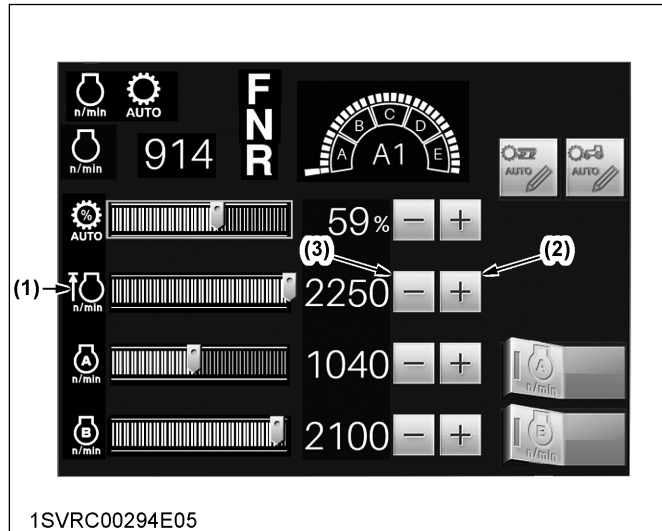 n/min AUTO
F
N
R
n/min 914
A B C D E
A1
AUTO AUTO
% AUTO 59% − +
(3) (2)
(1) n/min 2250 − +
A n/min 1040 − +
A n/min
B n/min 2100 − +
B n/min
1SVRC00294E05